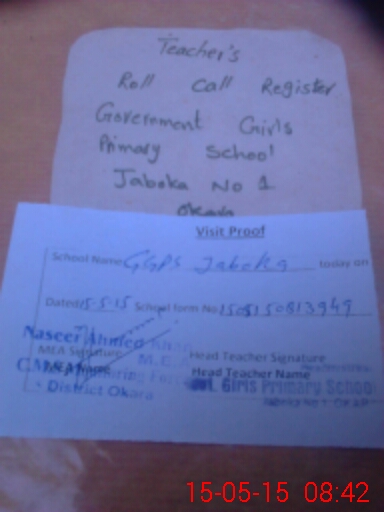 Teacher's
Roll Call Register
Government Girls
Primary School
Jaboka No 1
Okara
Visit Proof
School Name GGPS Jaboka today on
Dated 15-5-15 School form No
MEA Signature Head Teacher Signature
Naseer Ahmed Khan
M.E.A
MEA Name Head Teacher Name
Govt. Girls Primary School
District Okara
15-05-15 08:42